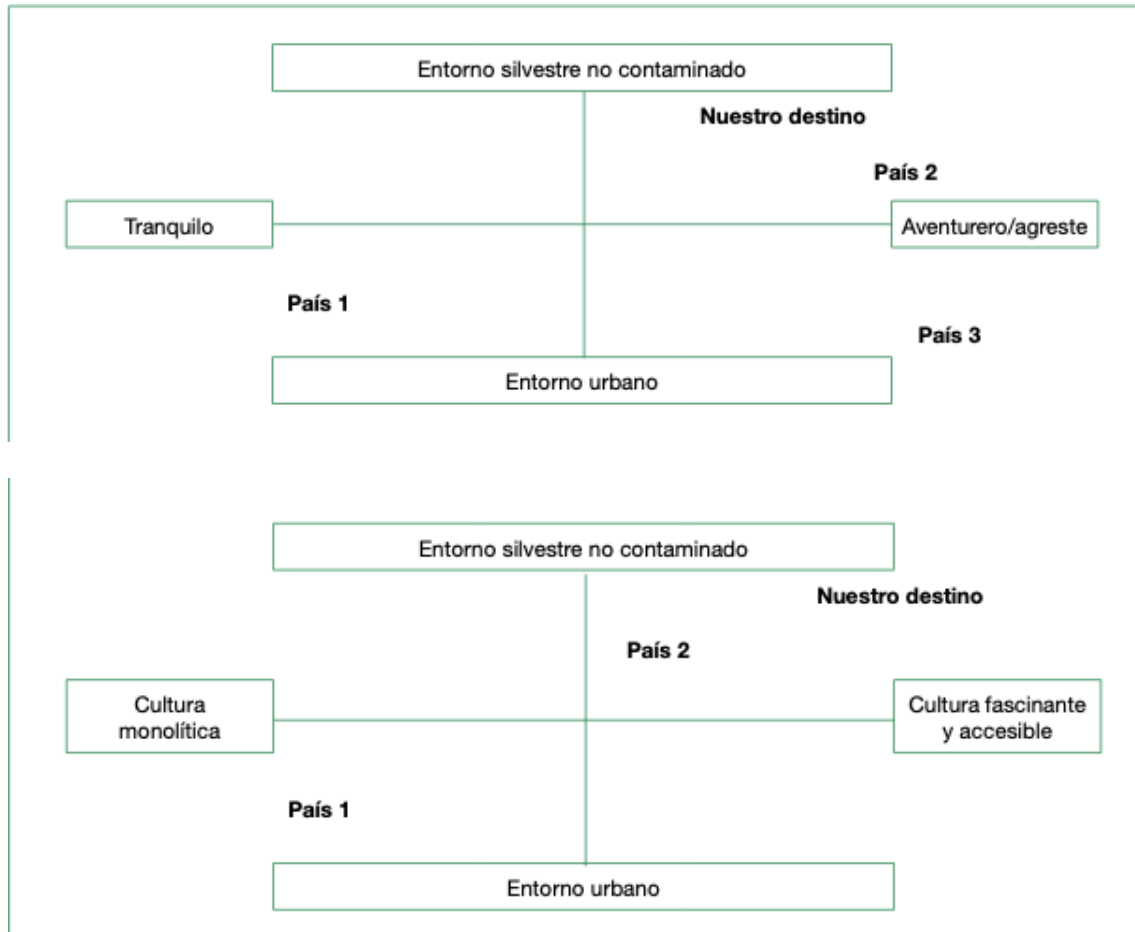 Entorno silvestre no contaminado
Nuestro destino
País 2
Tranquilo
Aventurero/agreste
País 1
País 3
Entorno urbano
Entorno silvestre no contaminado
Nuestro destino
País 2
Cultura
monolítica
Cultura fascinante
y accesible
País 1
Entorno urbano